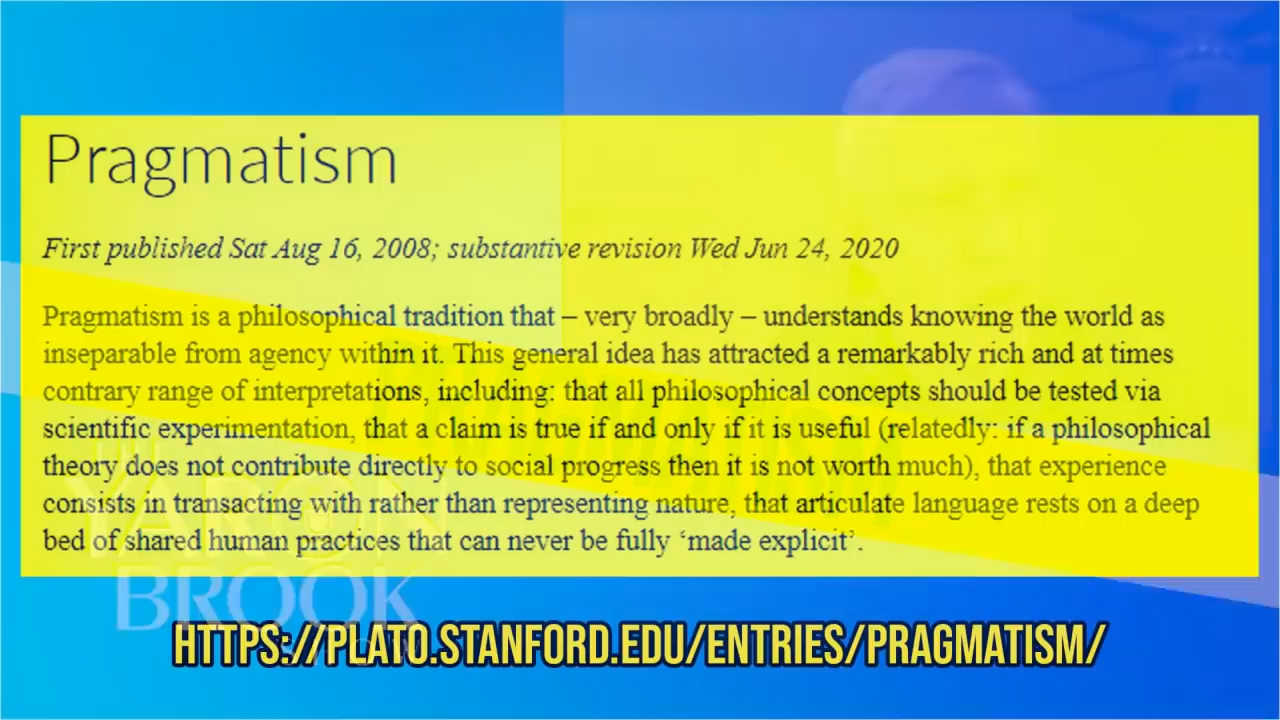 Pragmatism
First published Sat Aug 16, 2008; substantive revision Wed Jun 24, 2020
Pragmatism is a philosophical tradition that – very broadly – understands knowing the world as
inseparable from agency within it. This general idea has attracted a remarkably rich and at times
contrary range of interpretations, including: that all philosophical concepts should be tested via
scientific experimentation, that a claim is true if and only if it is useful (relatedly: if a philosophical
theory does not contribute directly to social progress then it is not worth much), that experience
consists in transacting with rather than representing nature, that articulate language rests on a deep
bed of shared human practices that can never be fully ‘made explicit’.
YARON
BROOK
HTTPS://PLATO.STANFORD.EDU/ENTRIES/PRAGMATISM/